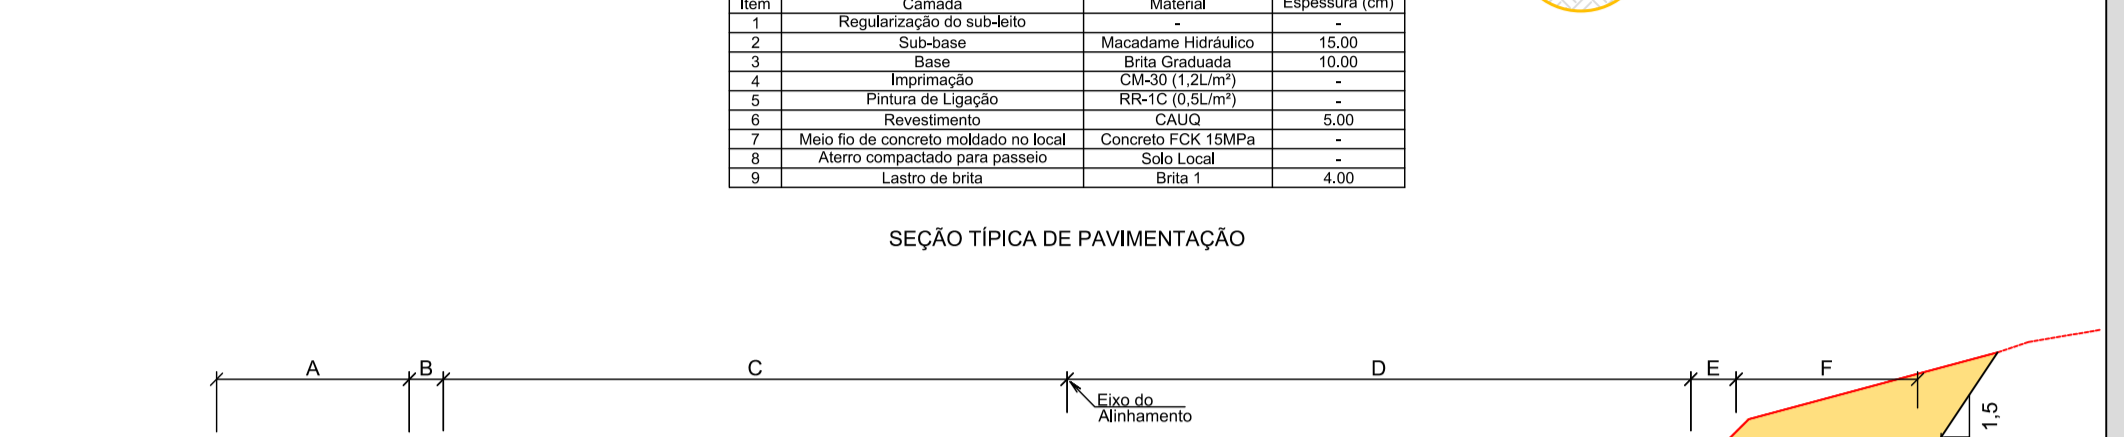 Item Camada Material Espessura (cm)
1 Regularização do sub-leito - -
2 Sub-base Macadame Hidráulico 15.00
3 Base Brita Graduada 10.00
4 Imprimação CM-30 (1,2L/m²) -
5 Pintura de Ligação RR-1C (0,5L/m²) -
6 Revestimento CAUQ 5.00
7 Meio fio de concreto moldado no local Concreto FCK 15MPa -
8 Aterro compactado para passeio Solo Local -
9 Lastro de brita Brita 1 4.00
SEÇÃO TÍPICA DE PAVIMENTAÇÃO
A B C D E F
Eixo do
Alinhamento
1,5